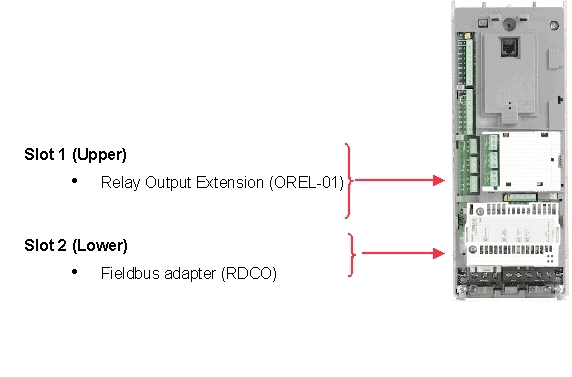 Slot 1 (Upper)
• Relay Output Extension (OREL-01)
Slot 2 (Lower)
• Fieldbus adapter (RDCO)